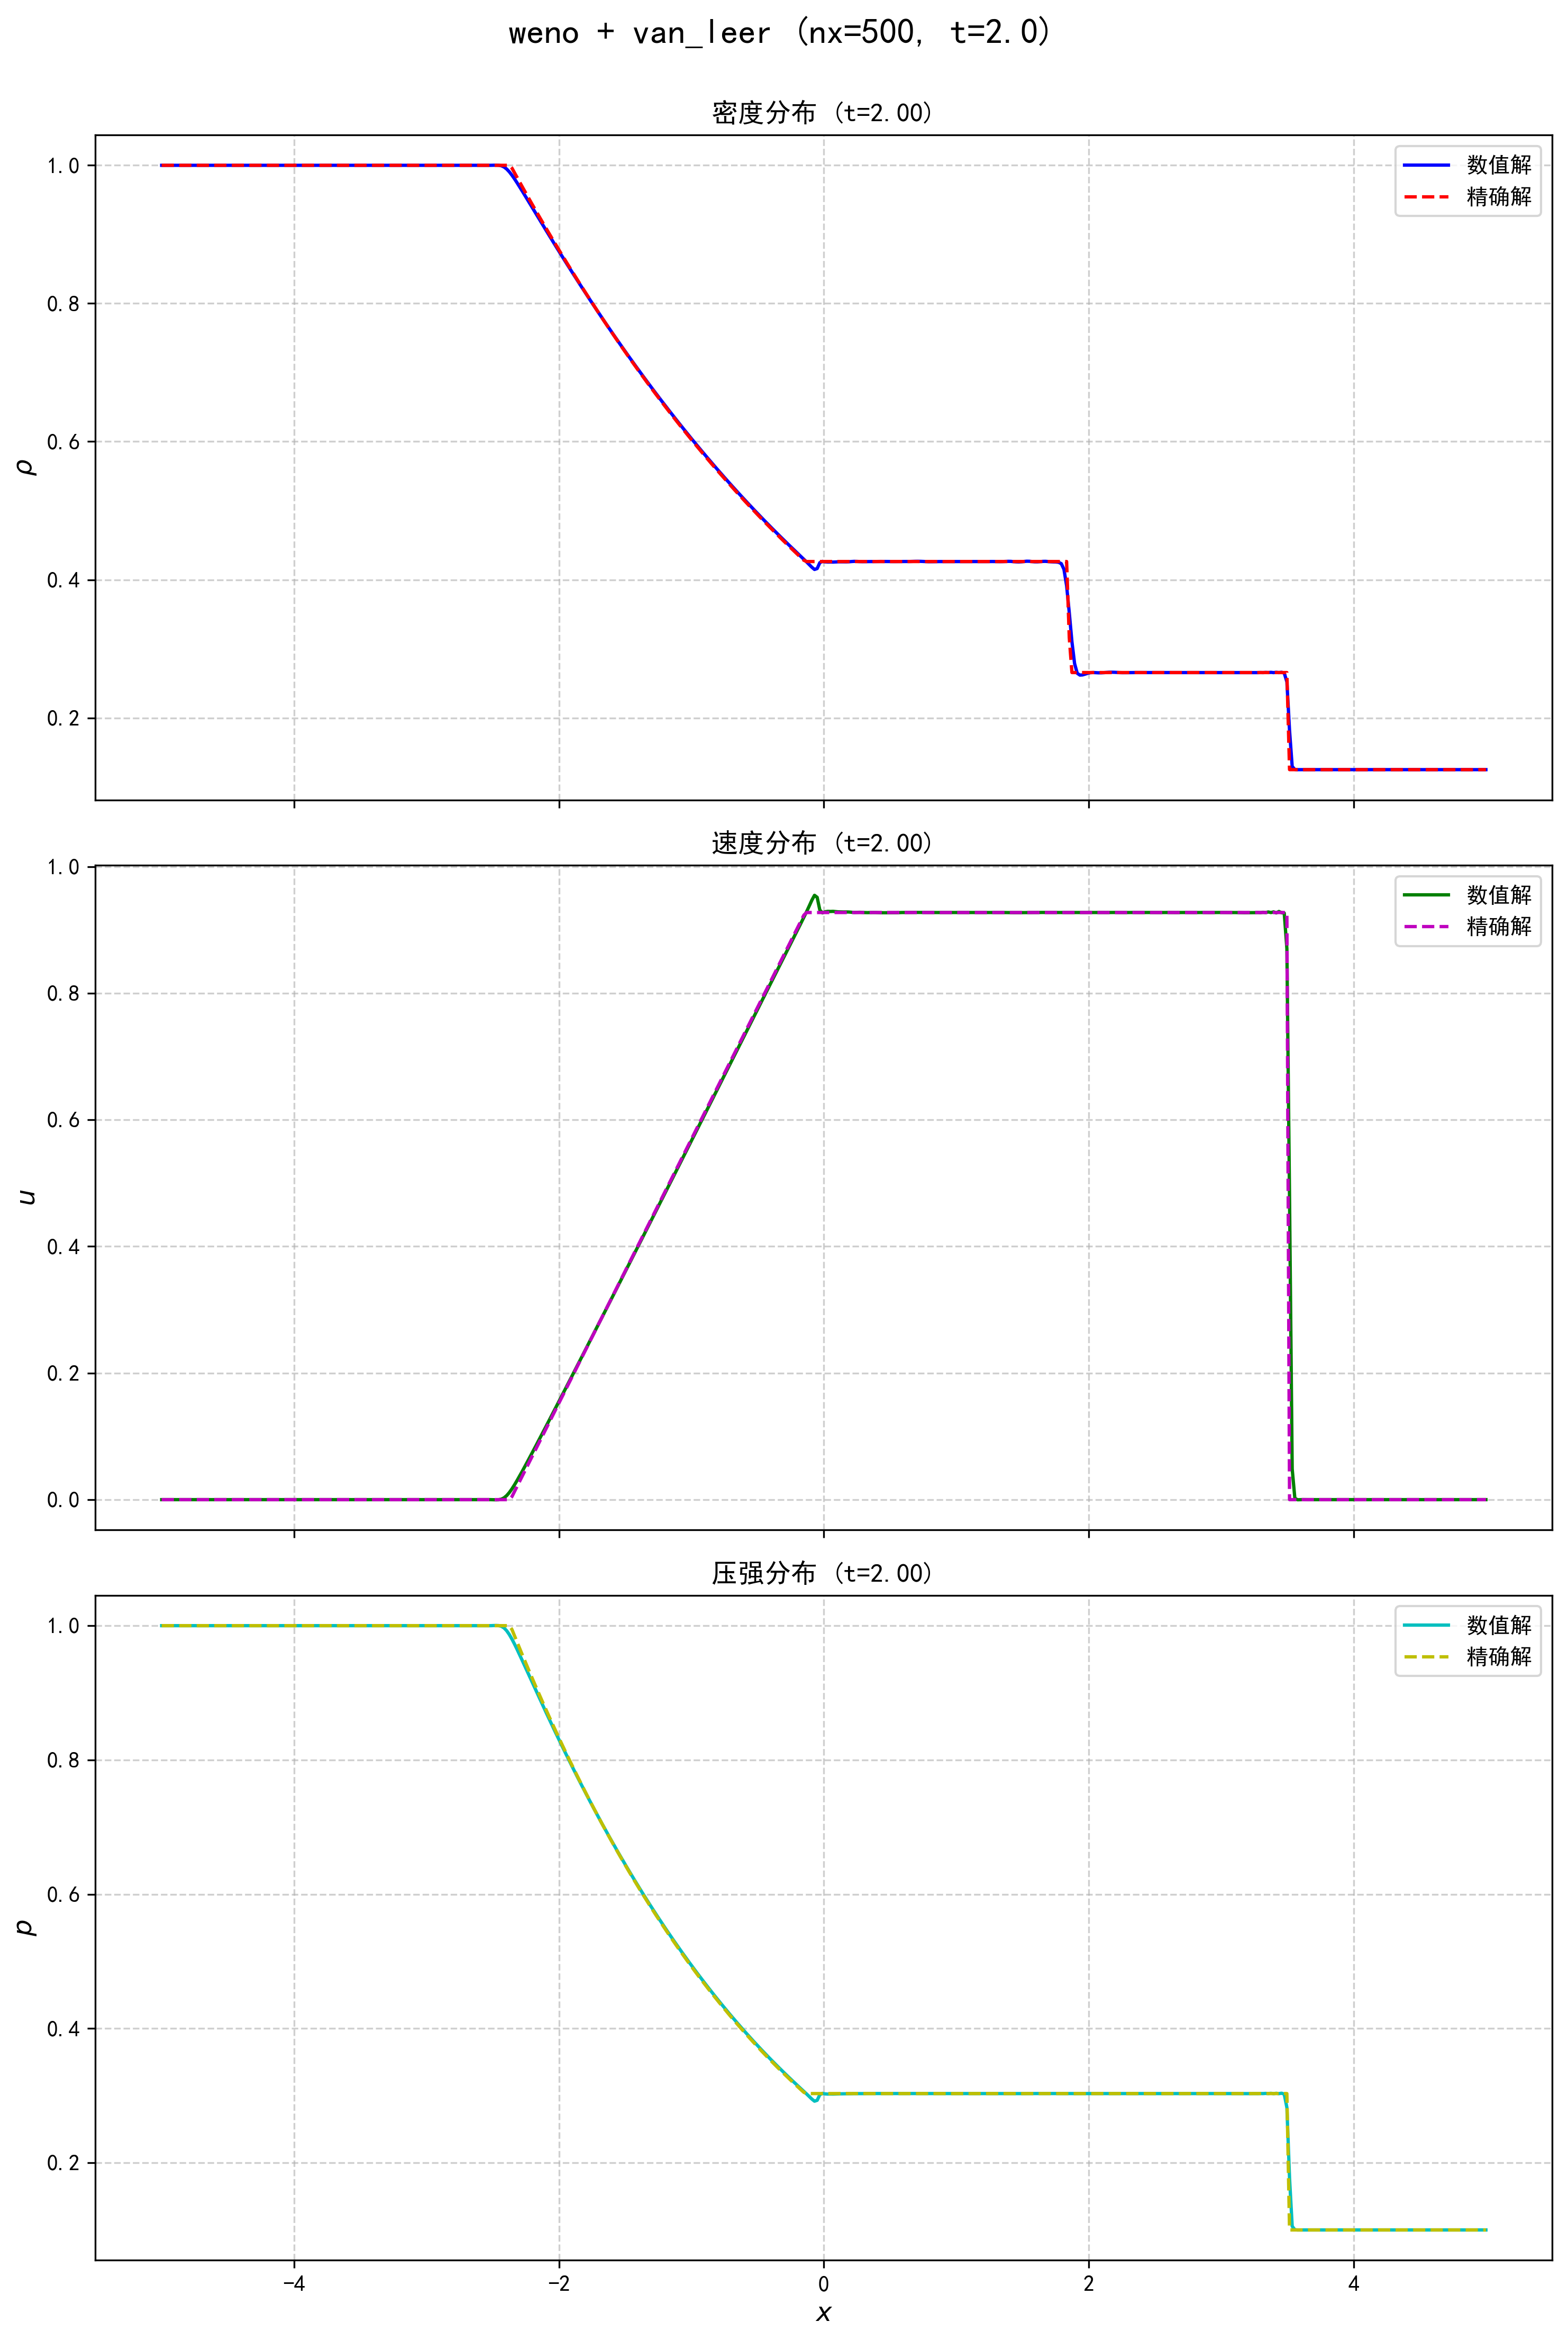 weno + van_leer (nx=500, t=2.0)
密度分布 (t=2.00)
数值解
精确解
1.0
0.8
0.6
0.4
0.2
ρ
速度分布 (t=2.00)
数值解
精确解
1.0
0.8
0.6
0.4
0.2
0.0
u
压强分布 (t=2.00)
数值解
精确解
1.0
0.8
0.6
0.4
0.2
p
−4 −2 0 2 4
x